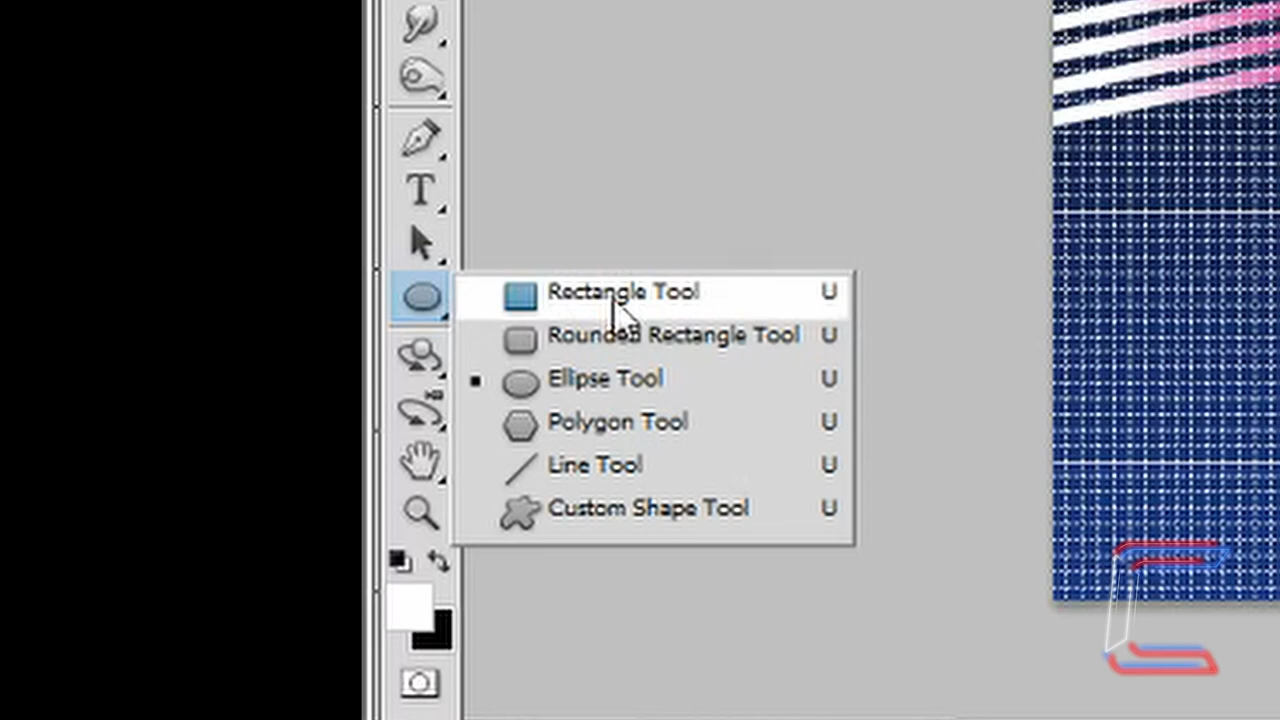 T
Rectangle Tool U
Rounded Rectangle Tool U
Ellipse Tool U
Polygon Tool U
Line Tool U
Custom Shape Tool U